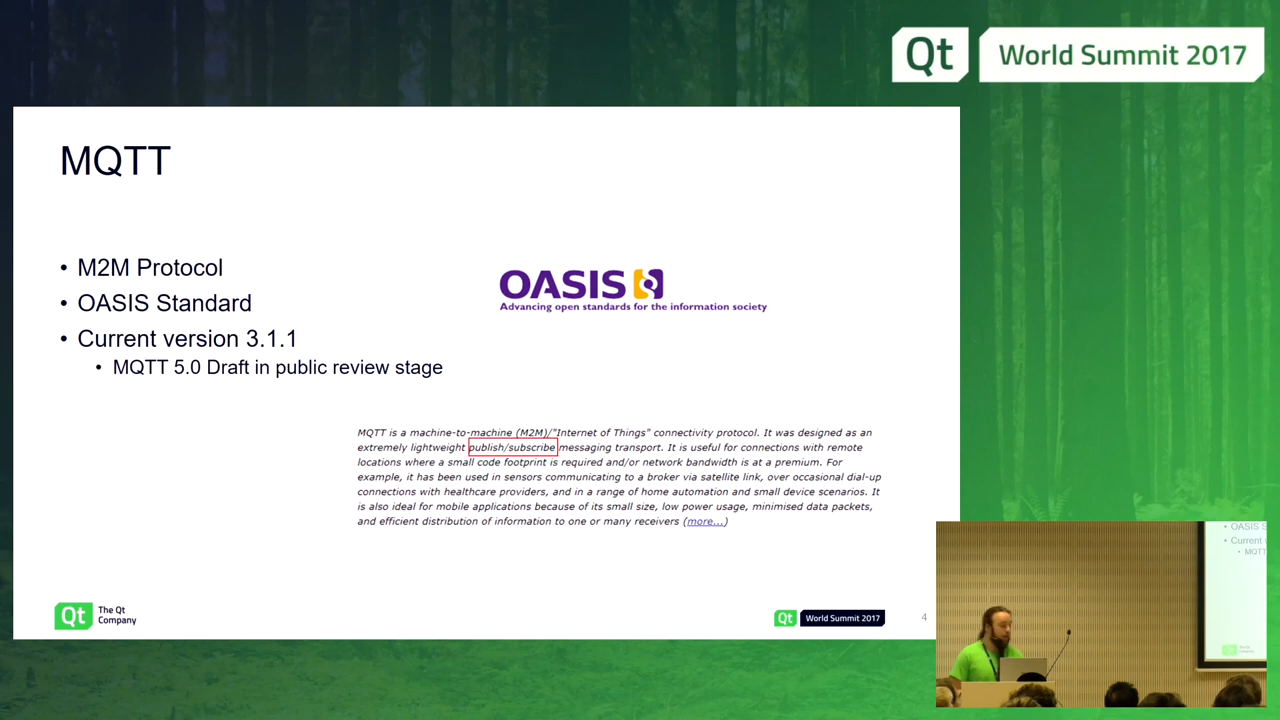 Qt World Summit 2017
MQTT
• M2M Protocol
• OASIS Standard
• Current version 3.1.1
• MQTT 5.0 Draft in public review stage
OASIS
Advancing open standards for the information society
MQTT is a machine-to-machine (M2M)/"Internet of Things" connectivity protocol. It was designed as an
extremely lightweight publish/subscribe messaging transport. It is useful for connections with remote
locations where a small code footprint is required and/or network bandwidth is at a premium. For
example, it has been used in sensors communicating to a broker via satellite link, over occasional dial-up
connections with healthcare providers, and in a range of home automation and small device scenarios. It
is also ideal for mobile applications because of its small size, low power usage, minimised data packets,
and efficient distribution of information to one or many receivers (more...)
Qt The Qt
Company
Qt World Summit 2017
4
• OASIS S
• Current
• MQTT
Qt